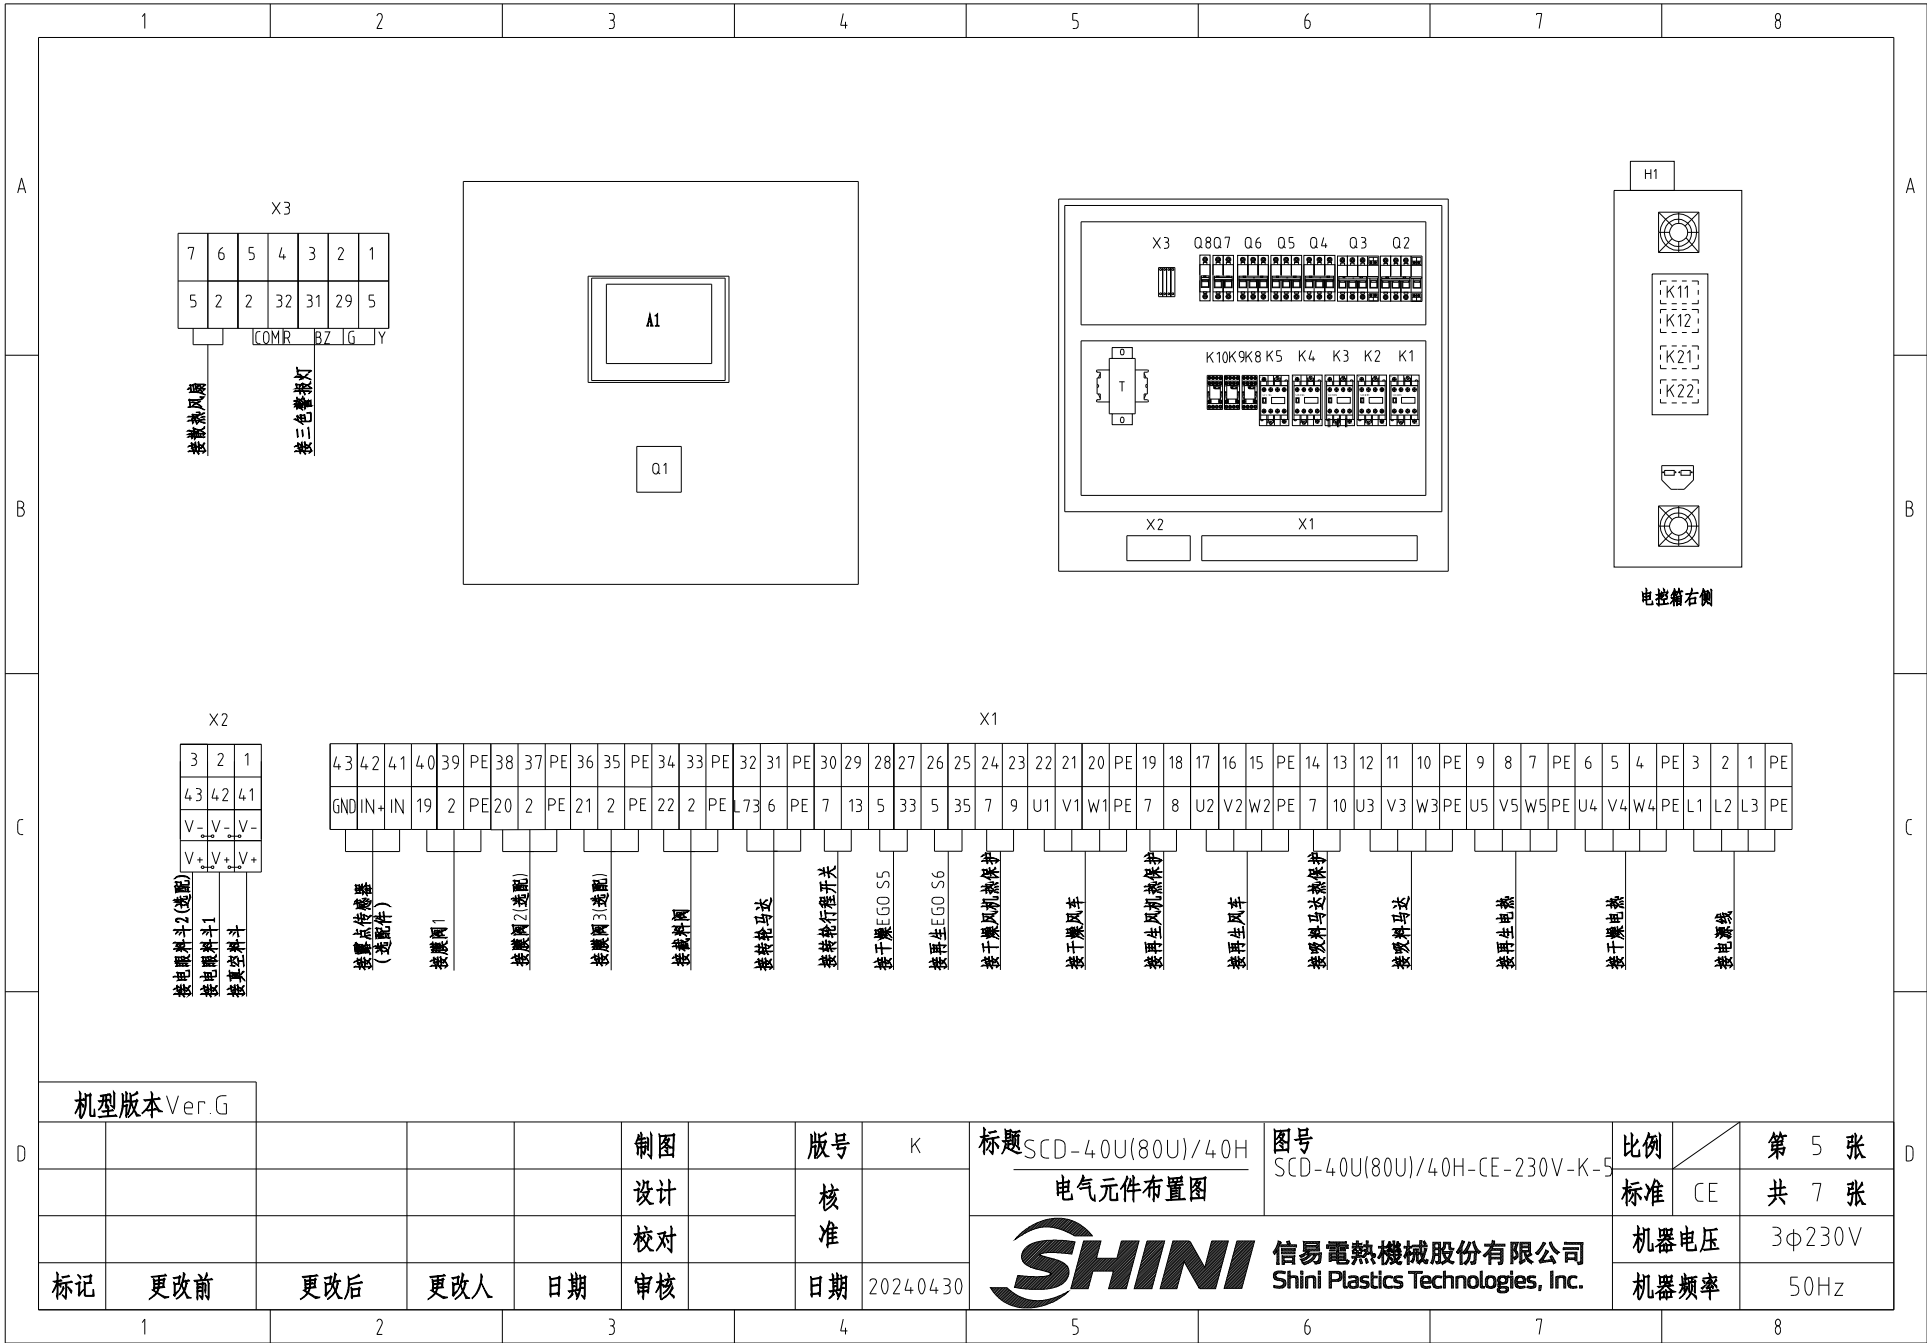 1 2 3 4 5 6 7 8
A A
X3
7 6 5 4 3 2 1
5 2 2 32 31 29 5
COM R BZ G Y
接散热风扇
接三色警报灯
A1
Q1
X3 Q8 Q7 Q6 Q5 Q4 Q3 Q2
T
K10 K9 K8 K5 K4 K3 K2 K1
X2 X1
H1
K11
K12
K21
K22
电控箱右侧
B B
X2
3 2 1
43 42 41
V- V- V-
V+ V+ V+
接电眼料斗2(选配)
接电眼料斗1
接真空料斗
X1
43 42 41 40 39 PE 38 37 PE 36 35 PE 34 33 PE 32 31 PE 30 29 28 27 26 25 24 23 22 21 20 PE 19 18 17 16 15 PE 14 13 12 11 10 PE 9 8 7 PE 6 5 4 PE 3 2 1 PE
GND IN+ IN 19 2 PE 20 2 PE 21 2 PE 22 2 PE L73 6 PE 7 13 5 33 5 35 7 9 U1 V1 W1 PE 7 8 U2 V2 W2 PE 7 10 U3 V3 W3 PE U5 V5 W5 PE U4 V4 W4 PE L1 L2 L3 PE
接露点传感器
(选配件)
接膜阀1
接膜阀2(选配)
接膜阀3(选配)
接截料阀
接转轮马达
接转轮行程开关
接干燥EGO S5
接再生EGO S6
接干燥风机热保护
接干燥风车
接再生风机热保护
接再生风车
接吸料马达热保护
接吸料马达
接再生电热
接干燥电热
接电源线
C C
机型版本Ver.G
D D
制图
设计
校对
标记 更改前 更改后 更改人 日期 审核
版号 K
核
准
日期 20240430
标题SCD-40U(80U)/40H
电气元件布置图
图号
SCD-40U(80U)/40H-CE-230V-K-5
SHINI
信易電熱機械股份有限公司
Shini Plastics Technologies, Inc.
比例 第 5 张
标准 CE 共 7 张
机器电压 3φ230V
机器频率 50Hz
1 2 3 4 5 6 7 8